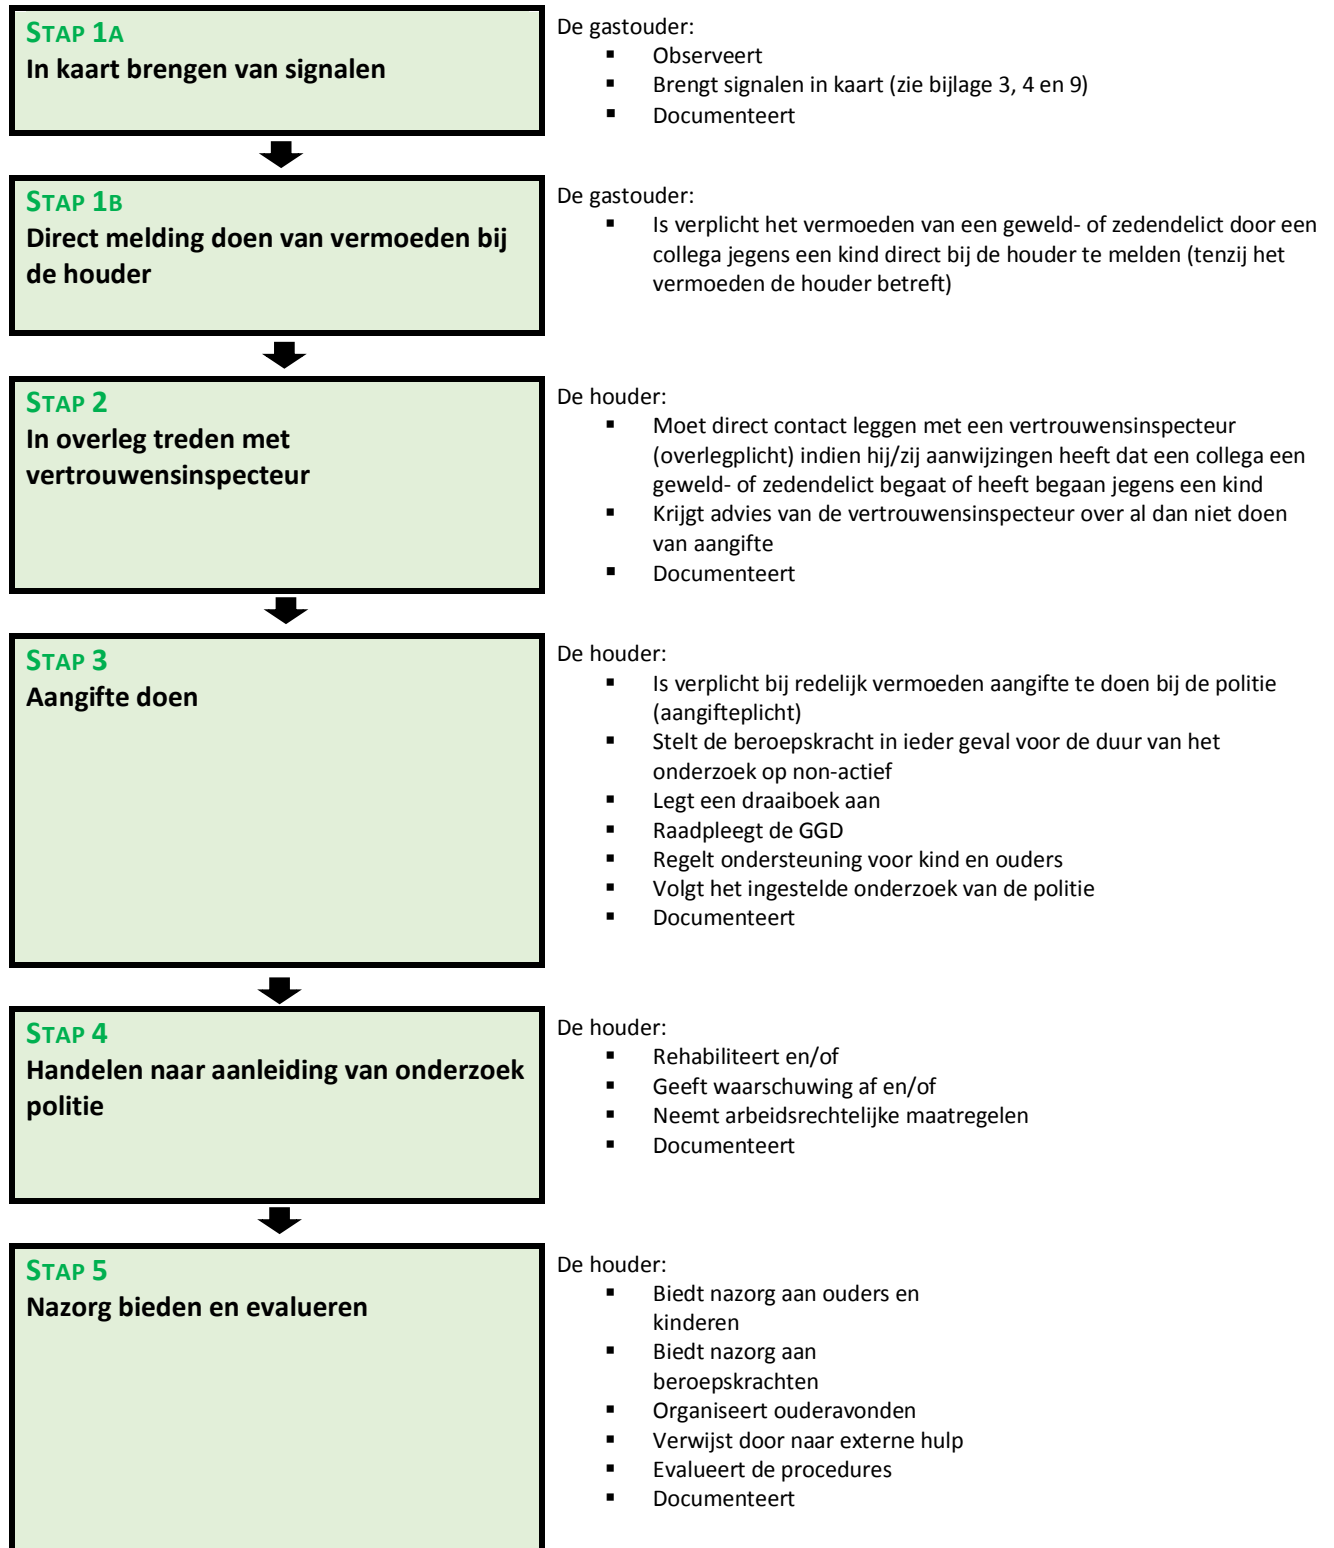 STAP 1A
In kaart brengen van signalen
De gastouder:
▪ Observeert
▪ Brengt signalen in kaart (zie bijlage 3, 4 en 9)
▪ Documenteert
STAP 1B
Direct melding doen van vermoeden bij
de houder
De gastouder:
▪ Is verplicht het vermoeden van een geweld- of zedendelict door een
collega jegens een kind direct bij de houder te melden (tenzij het
vermoeden de houder betreft)
STAP 2
In overleg treden met
vertrouwensinspecteur
De houder:
▪ Moet direct contact leggen met een vertrouwensinspecteur
(overlegplicht) indien hij/zij aanwijzingen heeft dat een collega een
geweld- of zedendelict begaat of heeft begaan jegens een kind
▪ Krijgt advies van de vertrouwensinspecteur over al dan niet doen
van aangifte
▪ Documenteert
STAP 3
Aangifte doen
De houder:
▪ Is verplicht bij redelijk vermoeden aangifte te doen bij de politie
(aangifteplicht)
▪ Stelt de beroepskracht in ieder geval voor de duur van het
onderzoek op non-actief
▪ Legt een draaiboek aan
▪ Raadpleegt de GGD
▪ Regelt ondersteuning voor kind en ouders
▪ Volgt het ingestelde onderzoek van de politie
▪ Documenteert
STAP 4
Handelen naar aanleiding van onderzoek
politie
De houder:
▪ Rehabiliteert en/of
▪ Geeft waarschuwing af en/of
▪ Neemt arbeidsrechtelijke maatregelen
▪ Documenteert
STAP 5
Nazorg bieden en evalueren
De houder:
▪ Biedt nazorg aan ouders en
kinderen
▪ Biedt nazorg aan
beroepskrachten
▪ Organiseert ouderavonden
▪ Verwijst door naar externe hulp
▪ Evalueert de procedures
▪ Documenteert